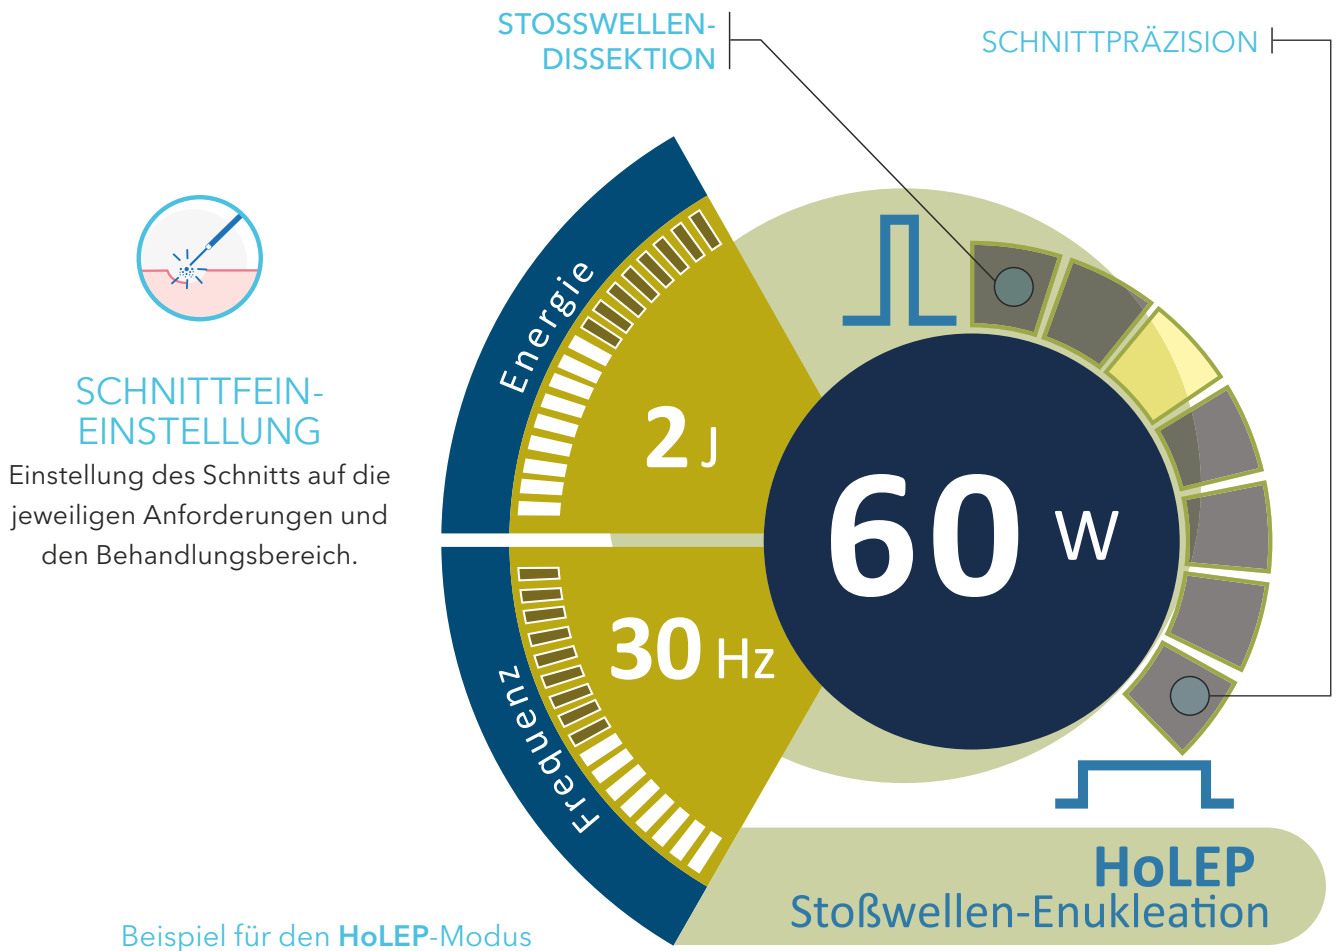 STOSSWELLEN-
DISSEKTION
SCHNITTPRÄZISION
SCHNITTFEIN-
EINSTELLUNG
Einstellung des Schnitts auf die
jeweiligen Anforderungen und
den Behandlungsbereich.
Energie
2 J
60 W
30 Hz
Frequenz
HoLEP
Stoßwellen-Enukleation
Beispiel für den HoLEP-Modus